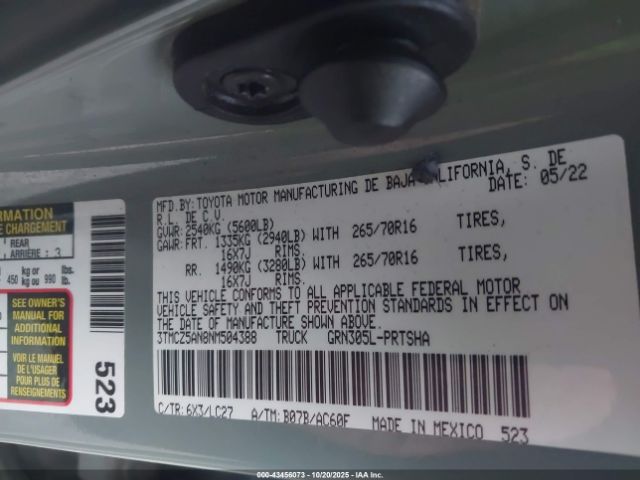 MFD.BY: TOYOTA MOTOR MANUFACTURING DE BAJA CALIFORNIA, S. DE
R.L. DE C.V. DATE: 05/22
GVWR: 2540KG (5600LB)
GAWR: FRT. 1335KG (2940LB) WITH 265/70R16 TIRES,
16X7J RIMS.
RR. 1490KG (3280LB) WITH 265/70R16 TIRES,
16X7J RIMS.
THIS VEHICLE CONFORMS TO ALL APPLICABLE FEDERAL MOTOR
VEHICLE SAFETY AND THEFT PREVENTION STANDARDS IN EFFECT ON
THE DATE OF MANUFACTURE SHOWN ABOVE.
3TMCZ5AN8NM504388 TRUCK GRN305L-PRTSHA
C/TR: 6X3/LC27 A/TM: B07B/AC60F MADE IN MEXICO 523
CHARGEMENT
REAR
ARRIÈRE : 3
kg or lbs.
450 kg ou 990 lb.
SEE OWNER'S
MANUAL FOR
ADDITIONAL
INFORMATION
VOIR LE MANUEL
DE L'USAGER
POUR PLUS DE
RENSEIGNEMENTS
523
000-43456073 - 10/20/2025 - IAAI.com